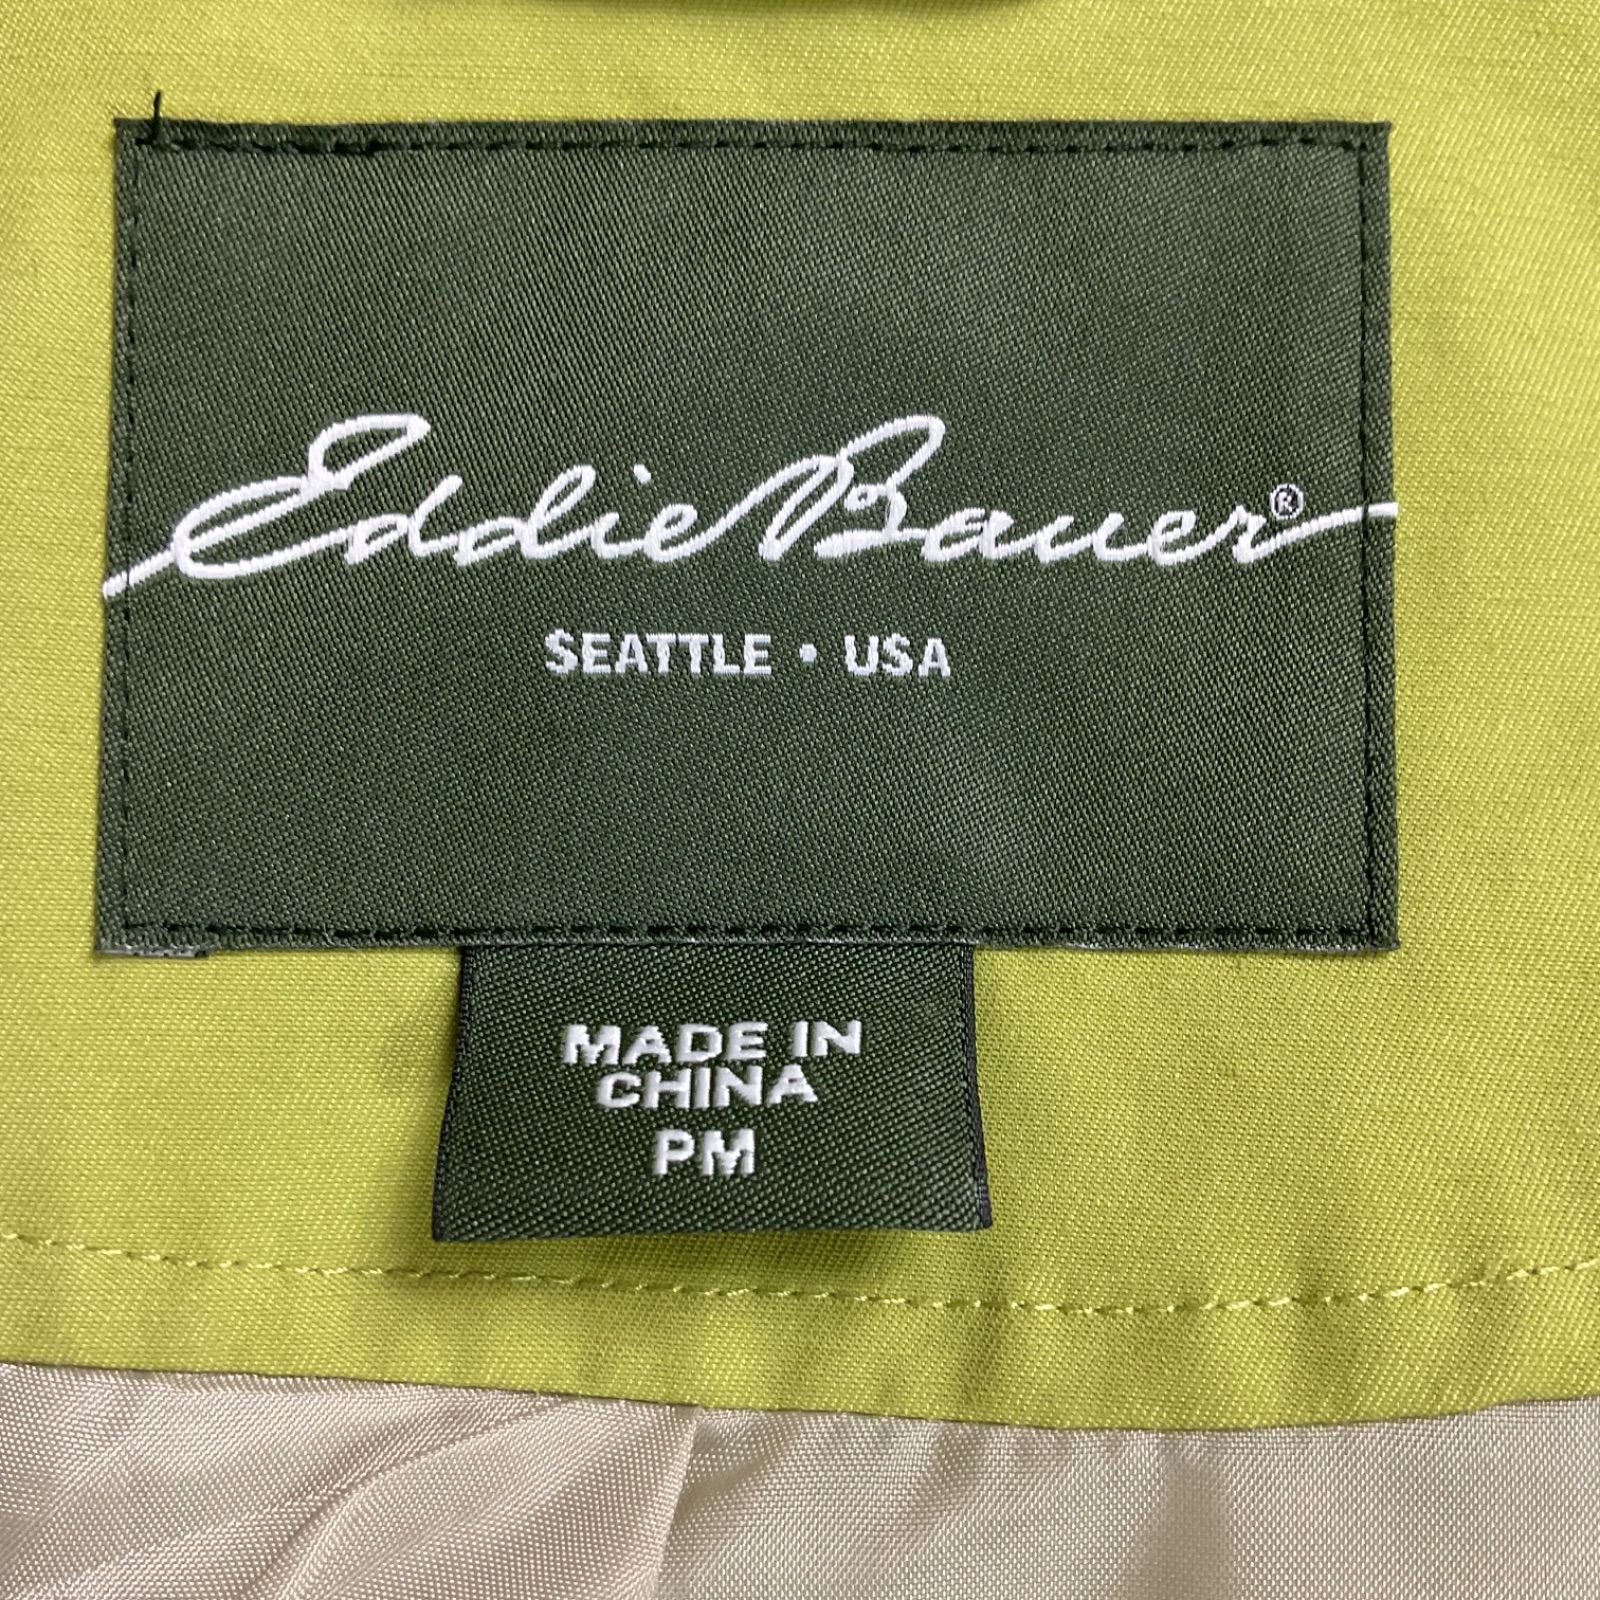 Eddie Bauer®
SEATTLE • USA
MADE IN
CHINA
PM